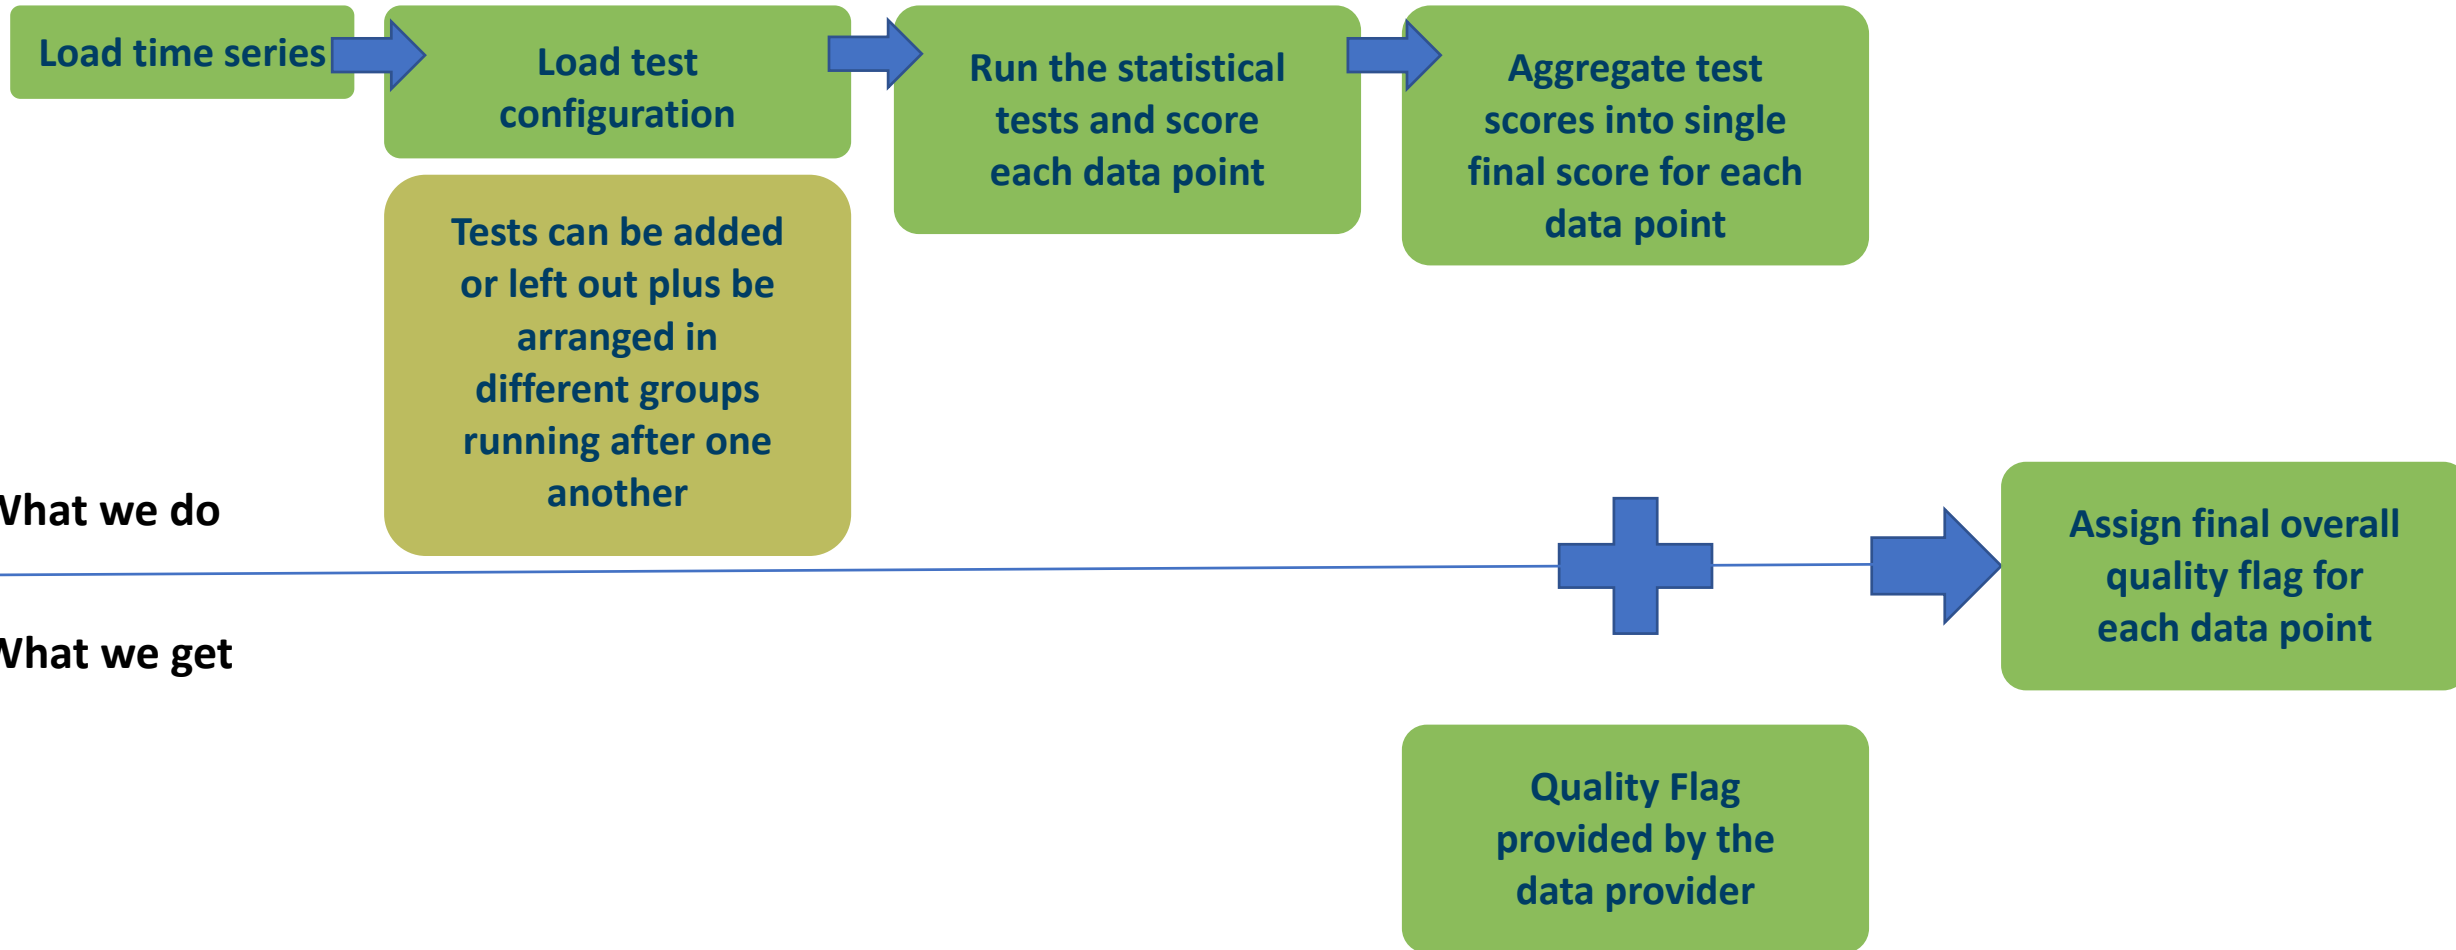 Load time series
Load test
configuration
Run the statistical
tests and score
each data point
Aggregate test
scores into single
final score for each
data point
Tests can be added
or left out plus be
arranged in
different groups
running after one
another
What we do
Assign final overall
quality flag for
each data point
What we get
Quality Flag
provided by the
data provider